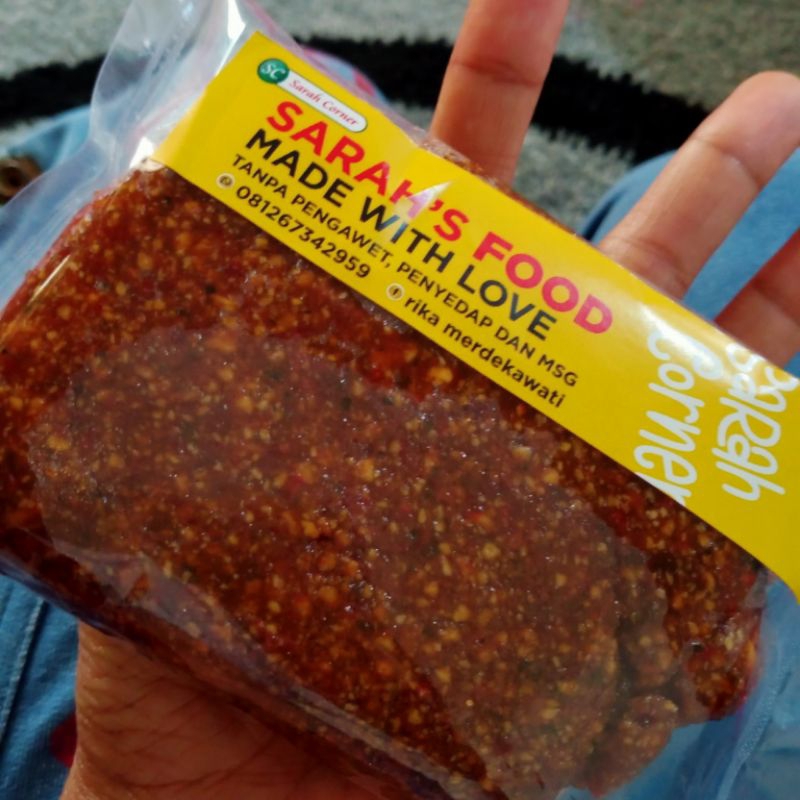 SC Sarah Corner
SARAH'S FOOD
MADE WITH LOVE
TANPA PENGAWET, PENYEDAP DAN MSG
081267342959 rika merdekawati
Sarah
Corner